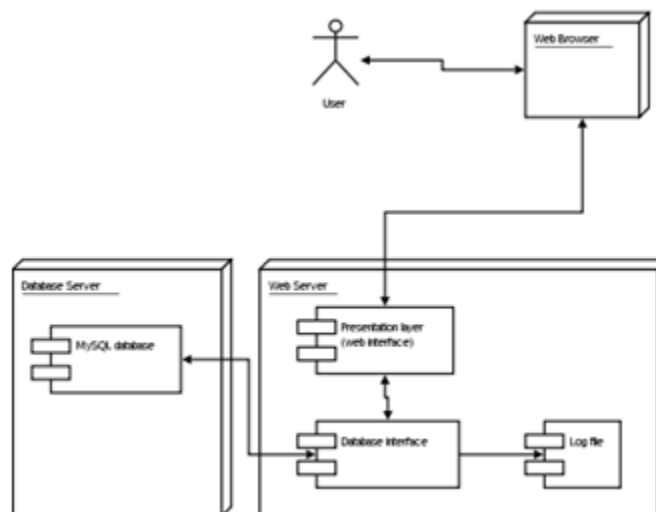 Web Browser
User
Database Server
Web Server
MySQL database
Presentation layer
(web interface)
Database interface
Log file